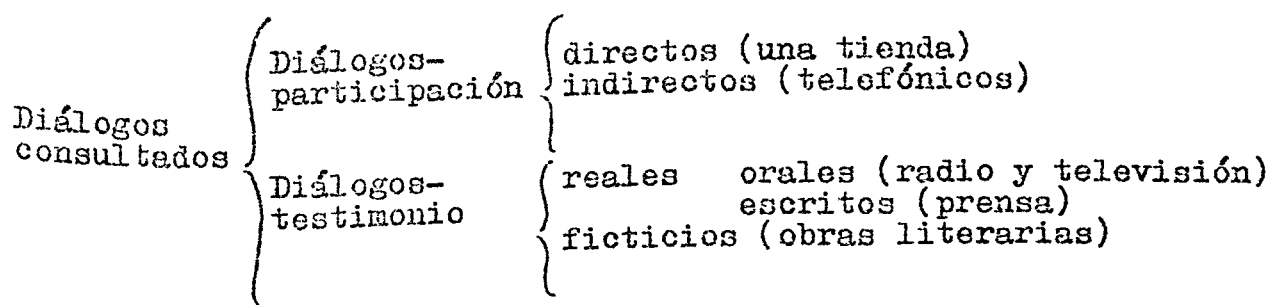 Diálogos consultados
Diálogos-participación
directos (una tienda)
indirectos (telefónicos)
Diálogos-testimonio
reales orales (radio y televisión)
escritos (prensa)
ficticios (obras literarias)